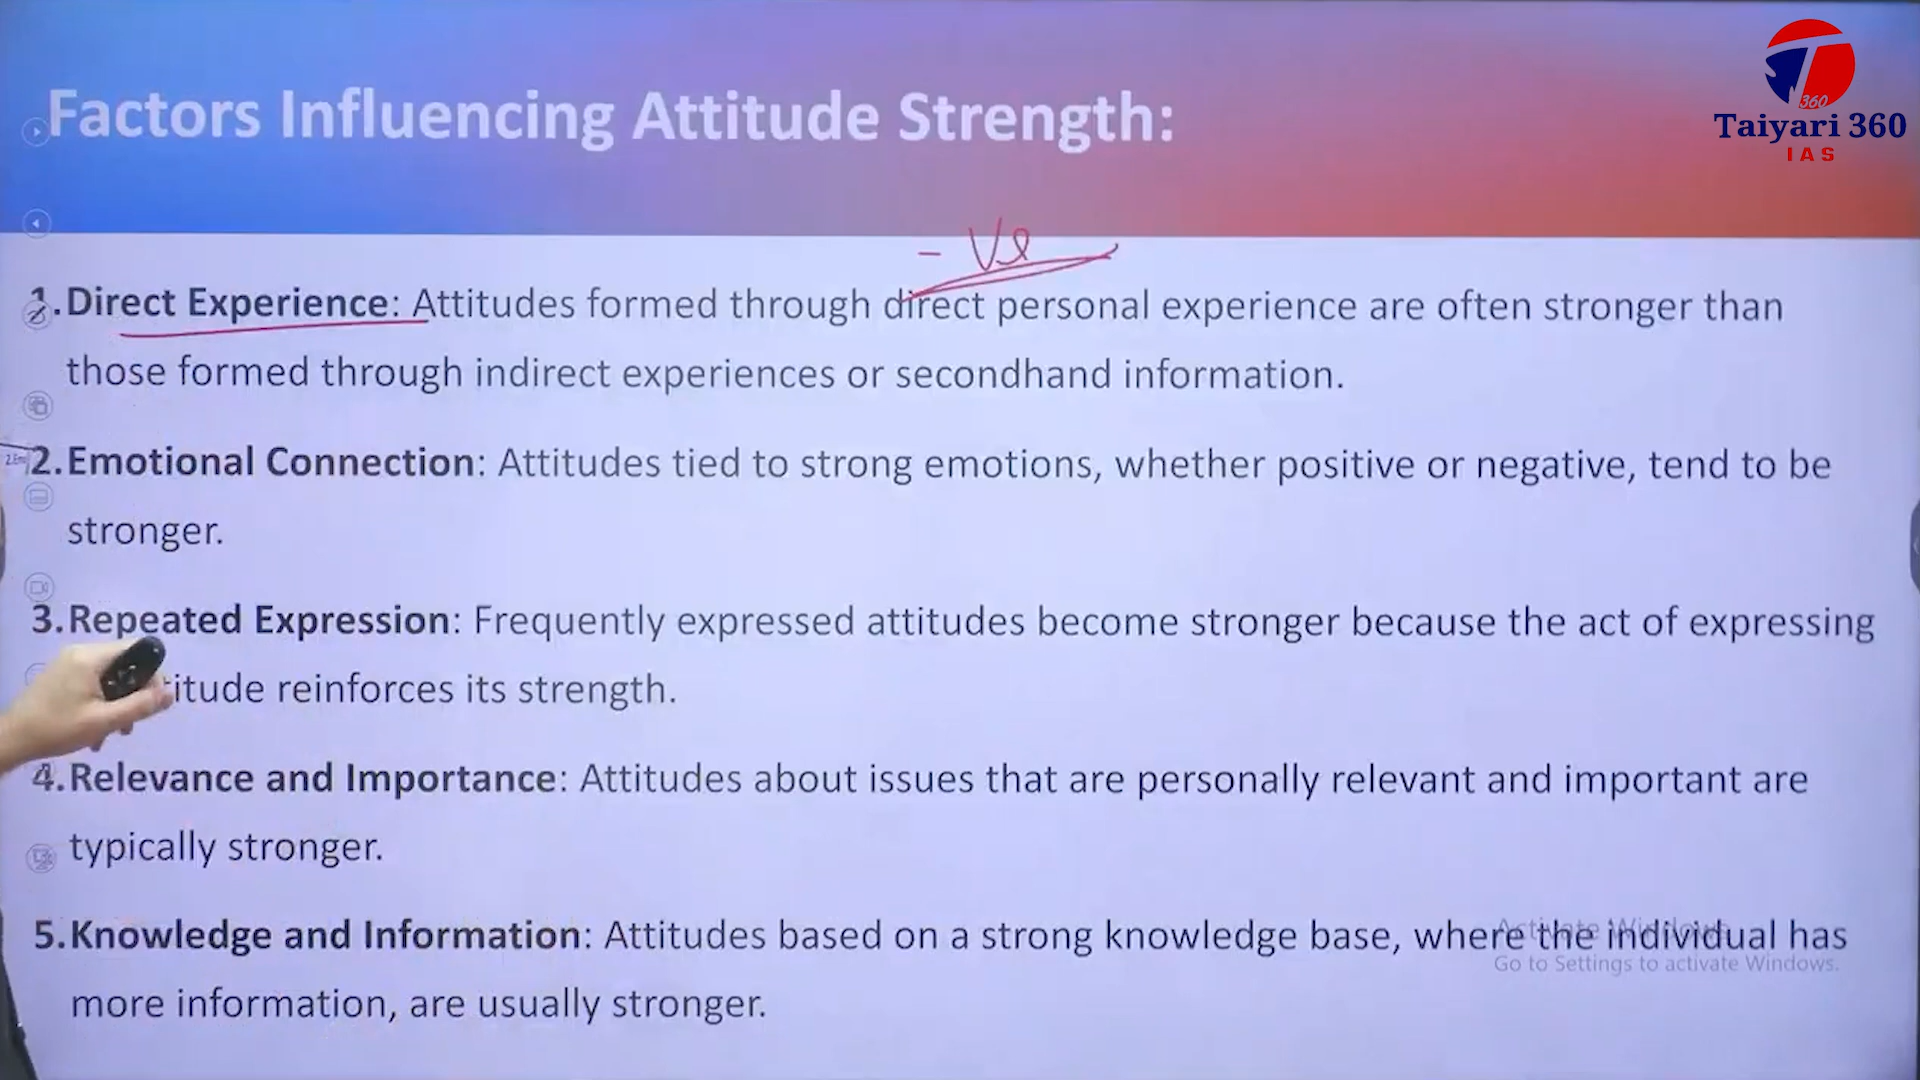 Factors Influencing Attitude Strength:
360
Taiyari 360
IAS
- Ve
1. Direct Experience: Attitudes formed through direct personal experience are often stronger than
those formed through indirect experiences or secondhand information.
2. Emotional Connection: Attitudes tied to strong emotions, whether positive or negative, tend to be
stronger.
3. Repeated Expression: Frequently expressed attitudes become stronger because the act of expressing
titude reinforces its strength.
4. Relevance and Importance: Attitudes about issues that are personally relevant and important are
typically stronger.
5. Knowledge and Information: Attitudes based on a strong knowledge base, where the individual has
more information, are usually stronger.
Activate Windows
Go to Settings to activate Windows.